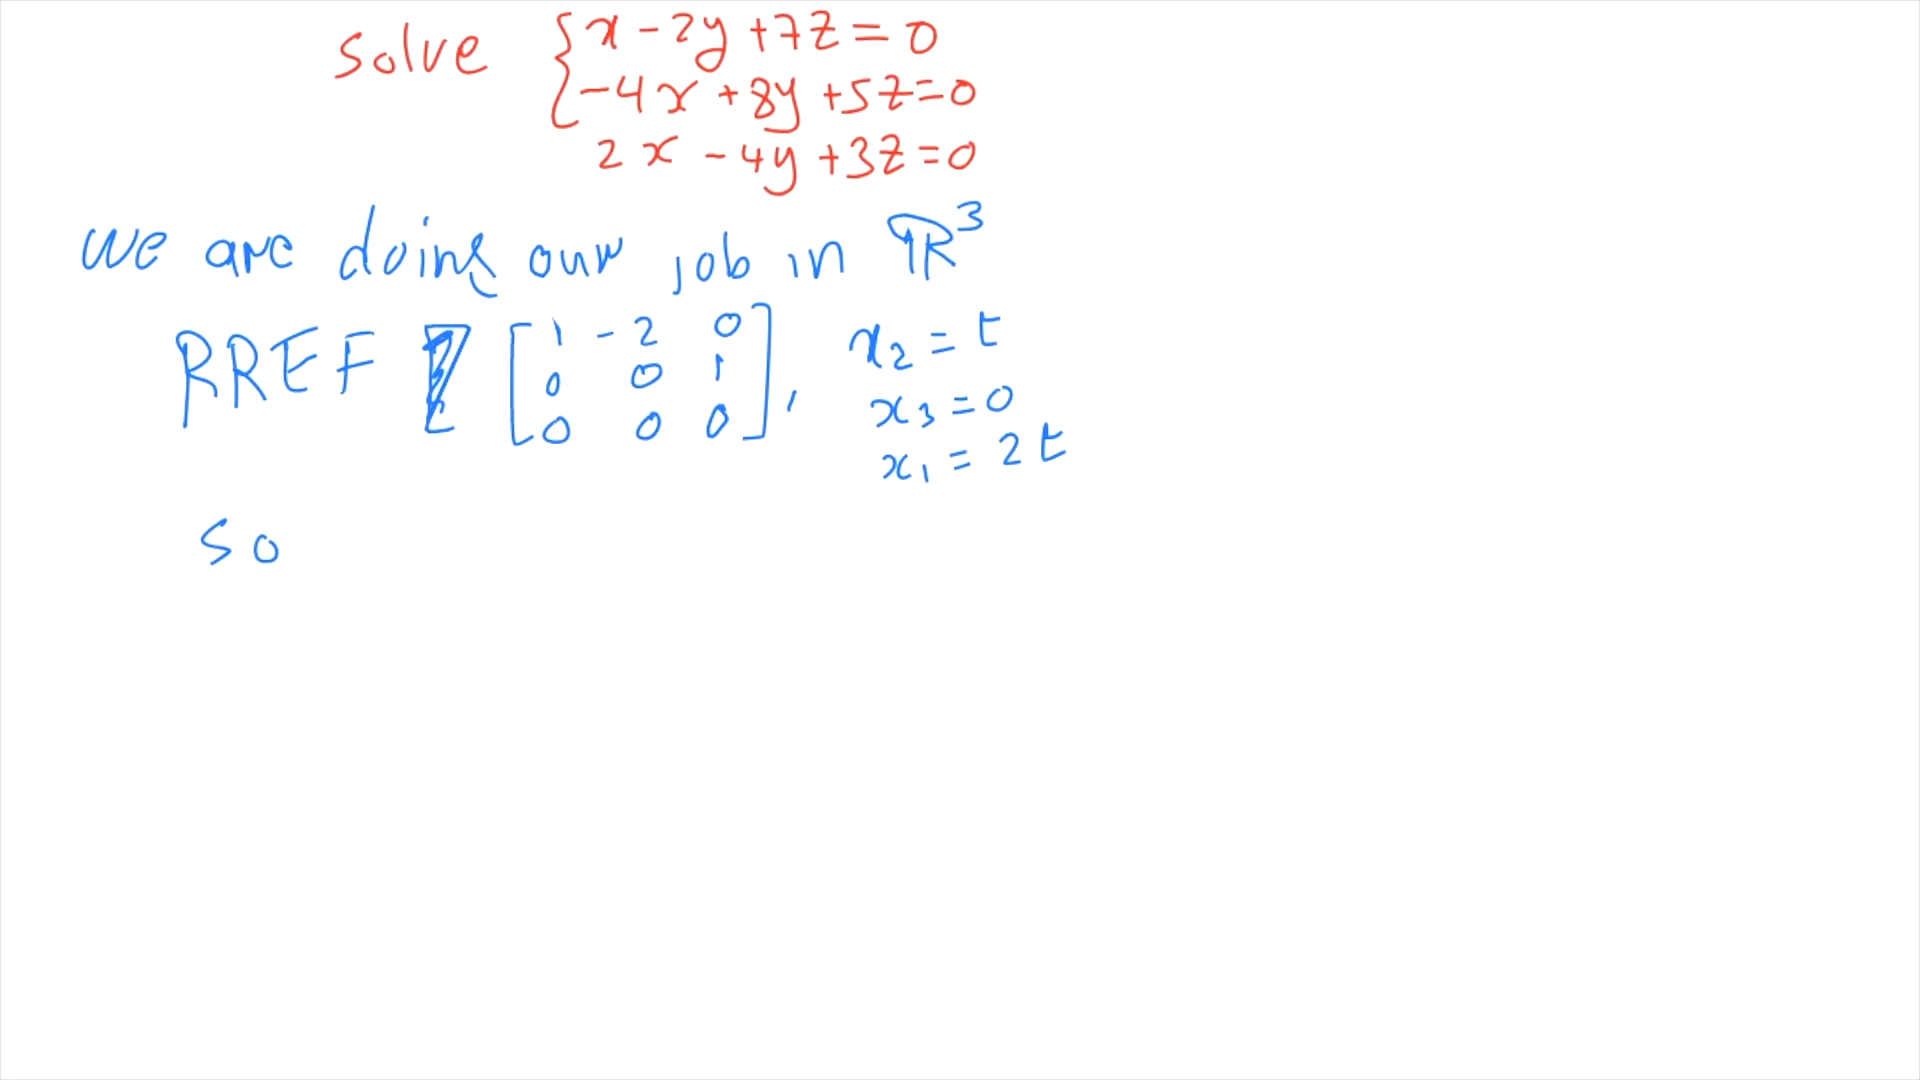 solve { x - 2y + 7z = 0
-4x + 8y + 5z = 0
2x - 4y + 3z = 0
we are doing our job in ℝ³
RREF [ 1 -2 0 x₂ = t
0 0 1
0 0 0 ] , x₃ = 0
x₁ = 2t
so